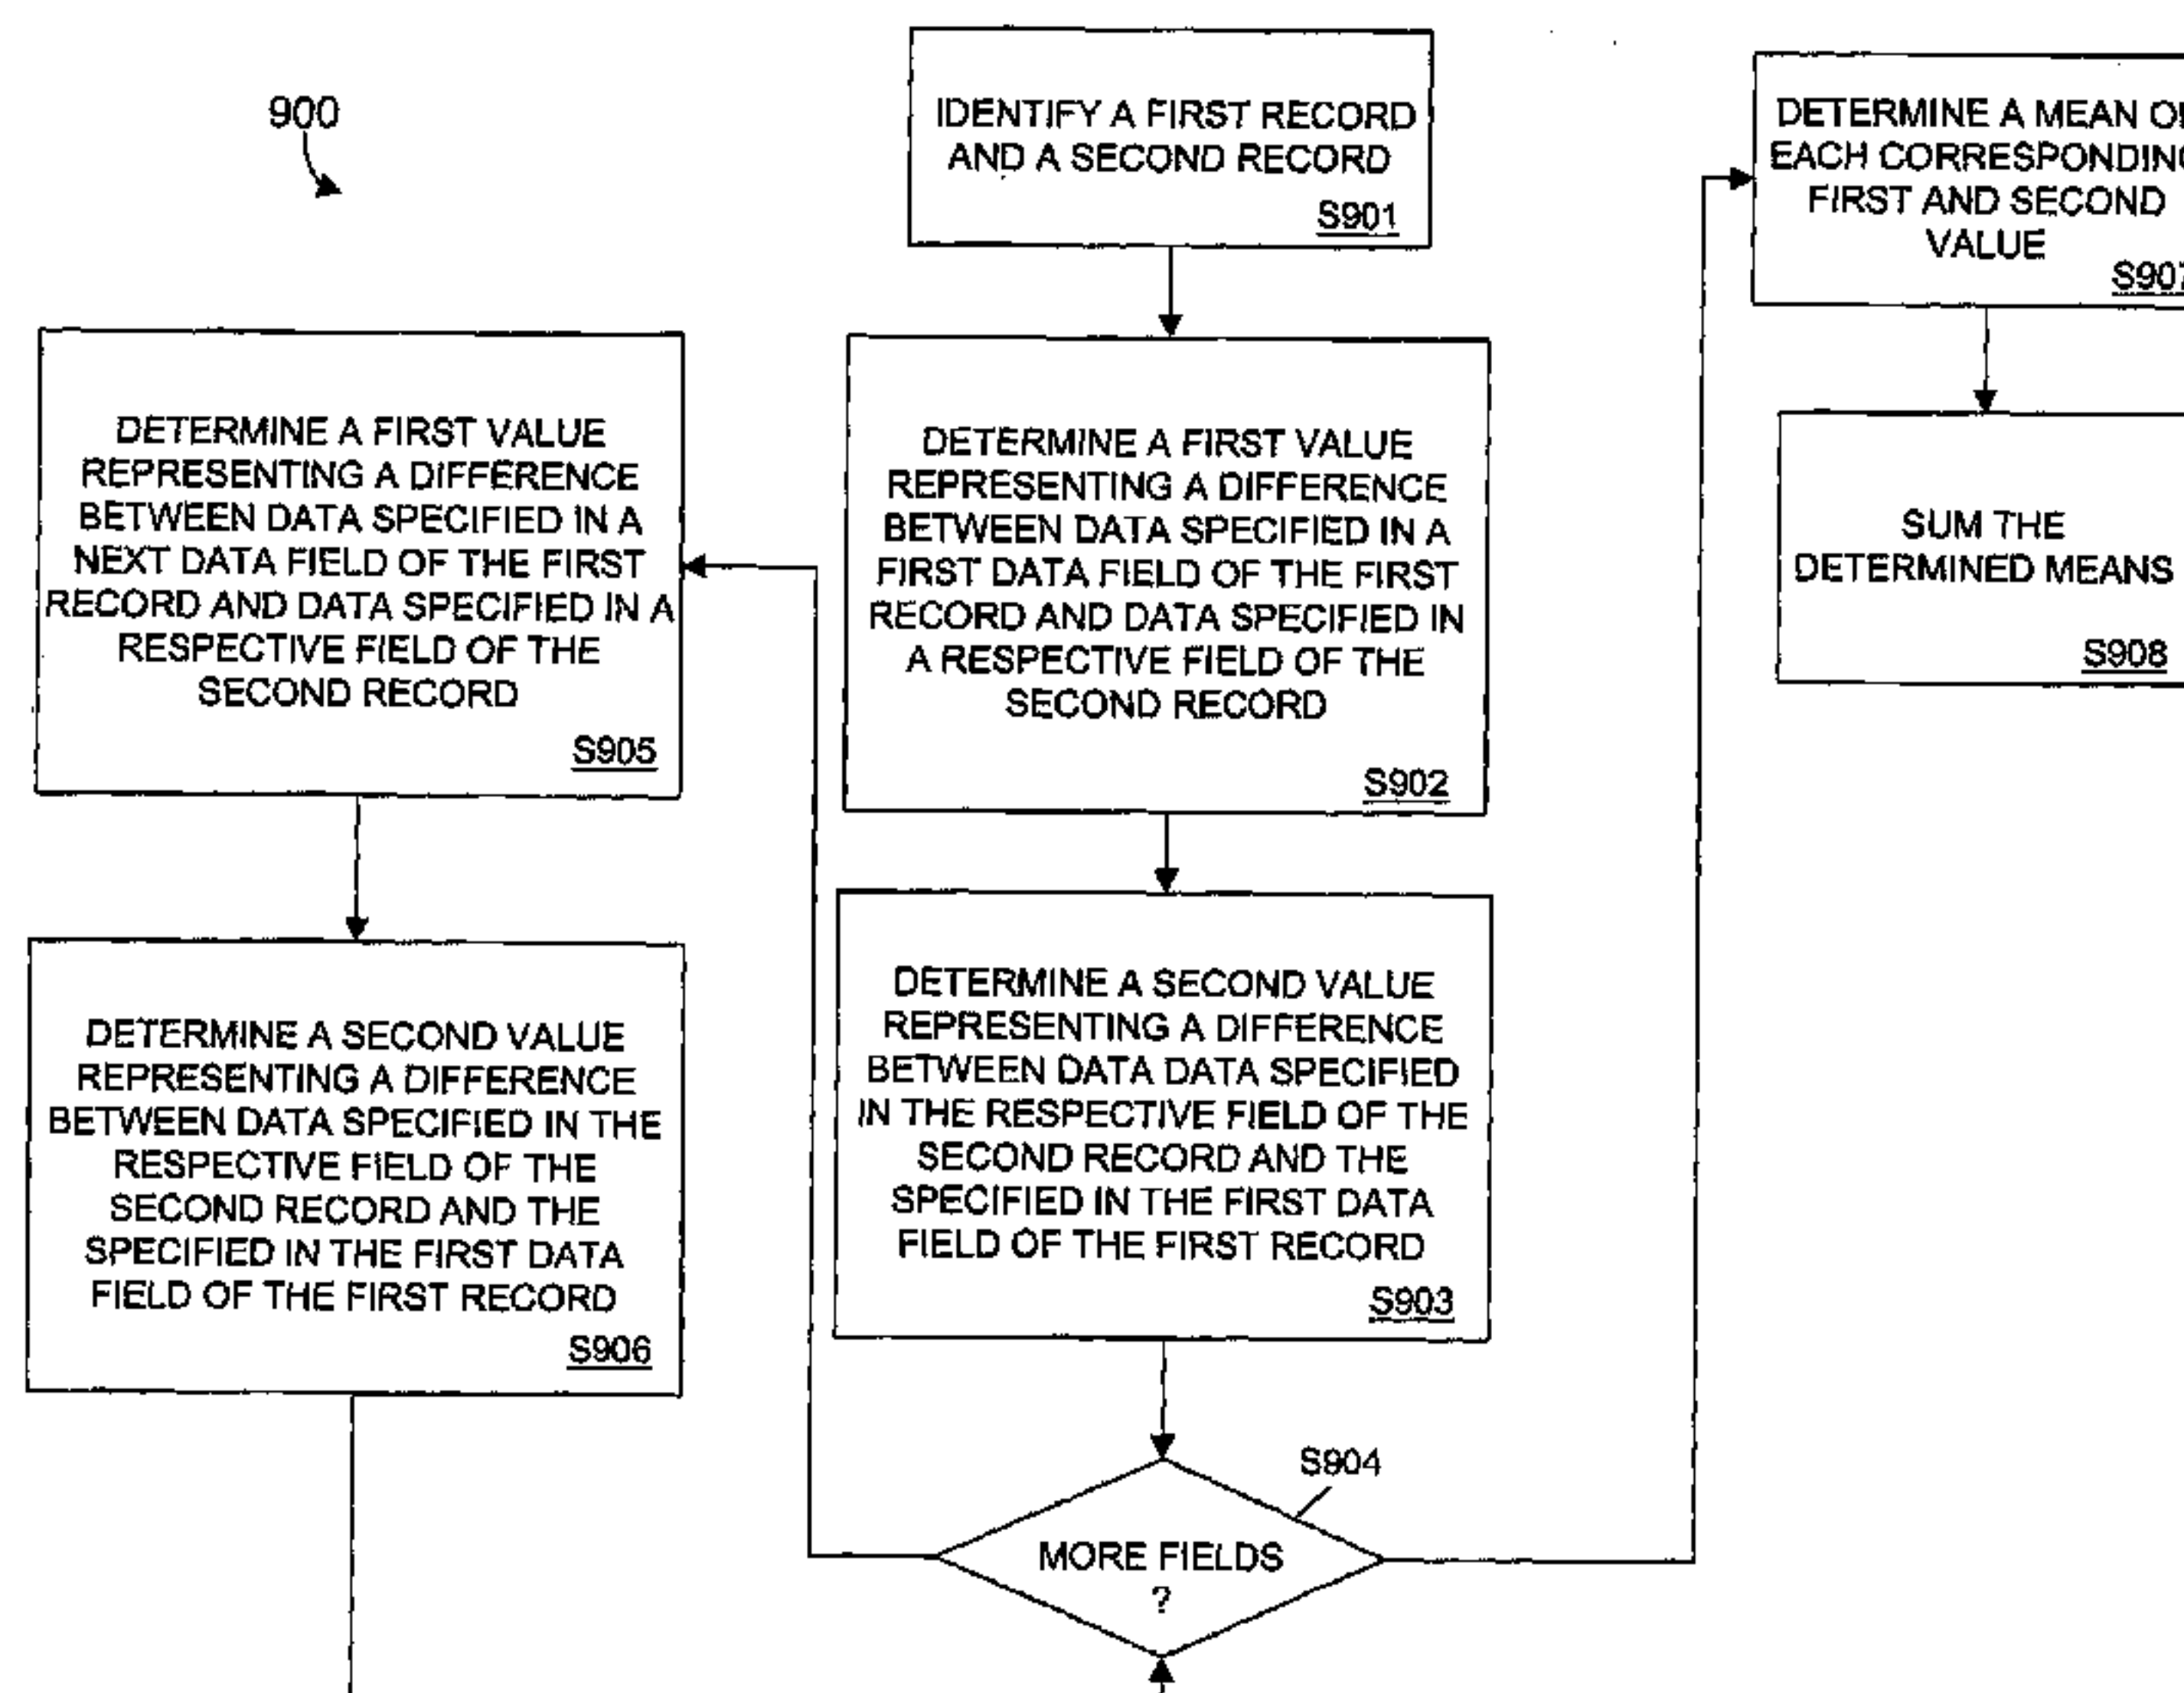 900
IDENTIFY A FIRST RECORD
AND A SECOND RECORD
S901
DETERMINE A FIRST VALUE
REPRESENTING A DIFFERENCE
BETWEEN DATA SPECIFIED IN A
FIRST DATA FIELD OF THE FIRST
RECORD AND DATA SPECIFIED IN
A RESPECTIVE FIELD OF THE
SECOND RECORD
S902
DETERMINE A SECOND VALUE
REPRESENTING A DIFFERENCE
BETWEEN DATA DATA SPECIFIED
IN THE RESPECTIVE FIELD OF THE
SECOND RECORD AND THE
SPECIFIED IN THE FIRST DATA
FIELD OF THE FIRST RECORD
S903
S904
MORE FIELDS
?
DETERMINE A FIRST VALUE
REPRESENTING A DIFFERENCE
BETWEEN DATA SPECIFIED IN A
NEXT DATA FIELD OF THE FIRST
RECORD AND DATA SPECIFIED IN A
RESPECTIVE FIELD OF THE
SECOND RECORD
S905
DETERMINE A SECOND VALUE
REPRESENTING A DIFFERENCE
BETWEEN DATA SPECIFIED IN THE
RESPECTIVE FIELD OF THE
SECOND RECORD AND THE
SPECIFIED IN THE FIRST DATA
FIELD OF THE FIRST RECORD
S906
DETERMINE A MEAN
EACH CORRESPONDING
FIRST AND SECOND
VALUE
S907
SUM THE
DETERMINED MEANS
S908